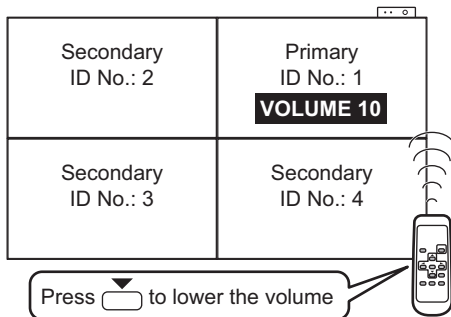 Secondary
ID No.: 2
Primary
ID No.: 1
VOLUME 10
Secondary
ID No.: 3
Secondary
ID No.: 4
Press to lower the volume